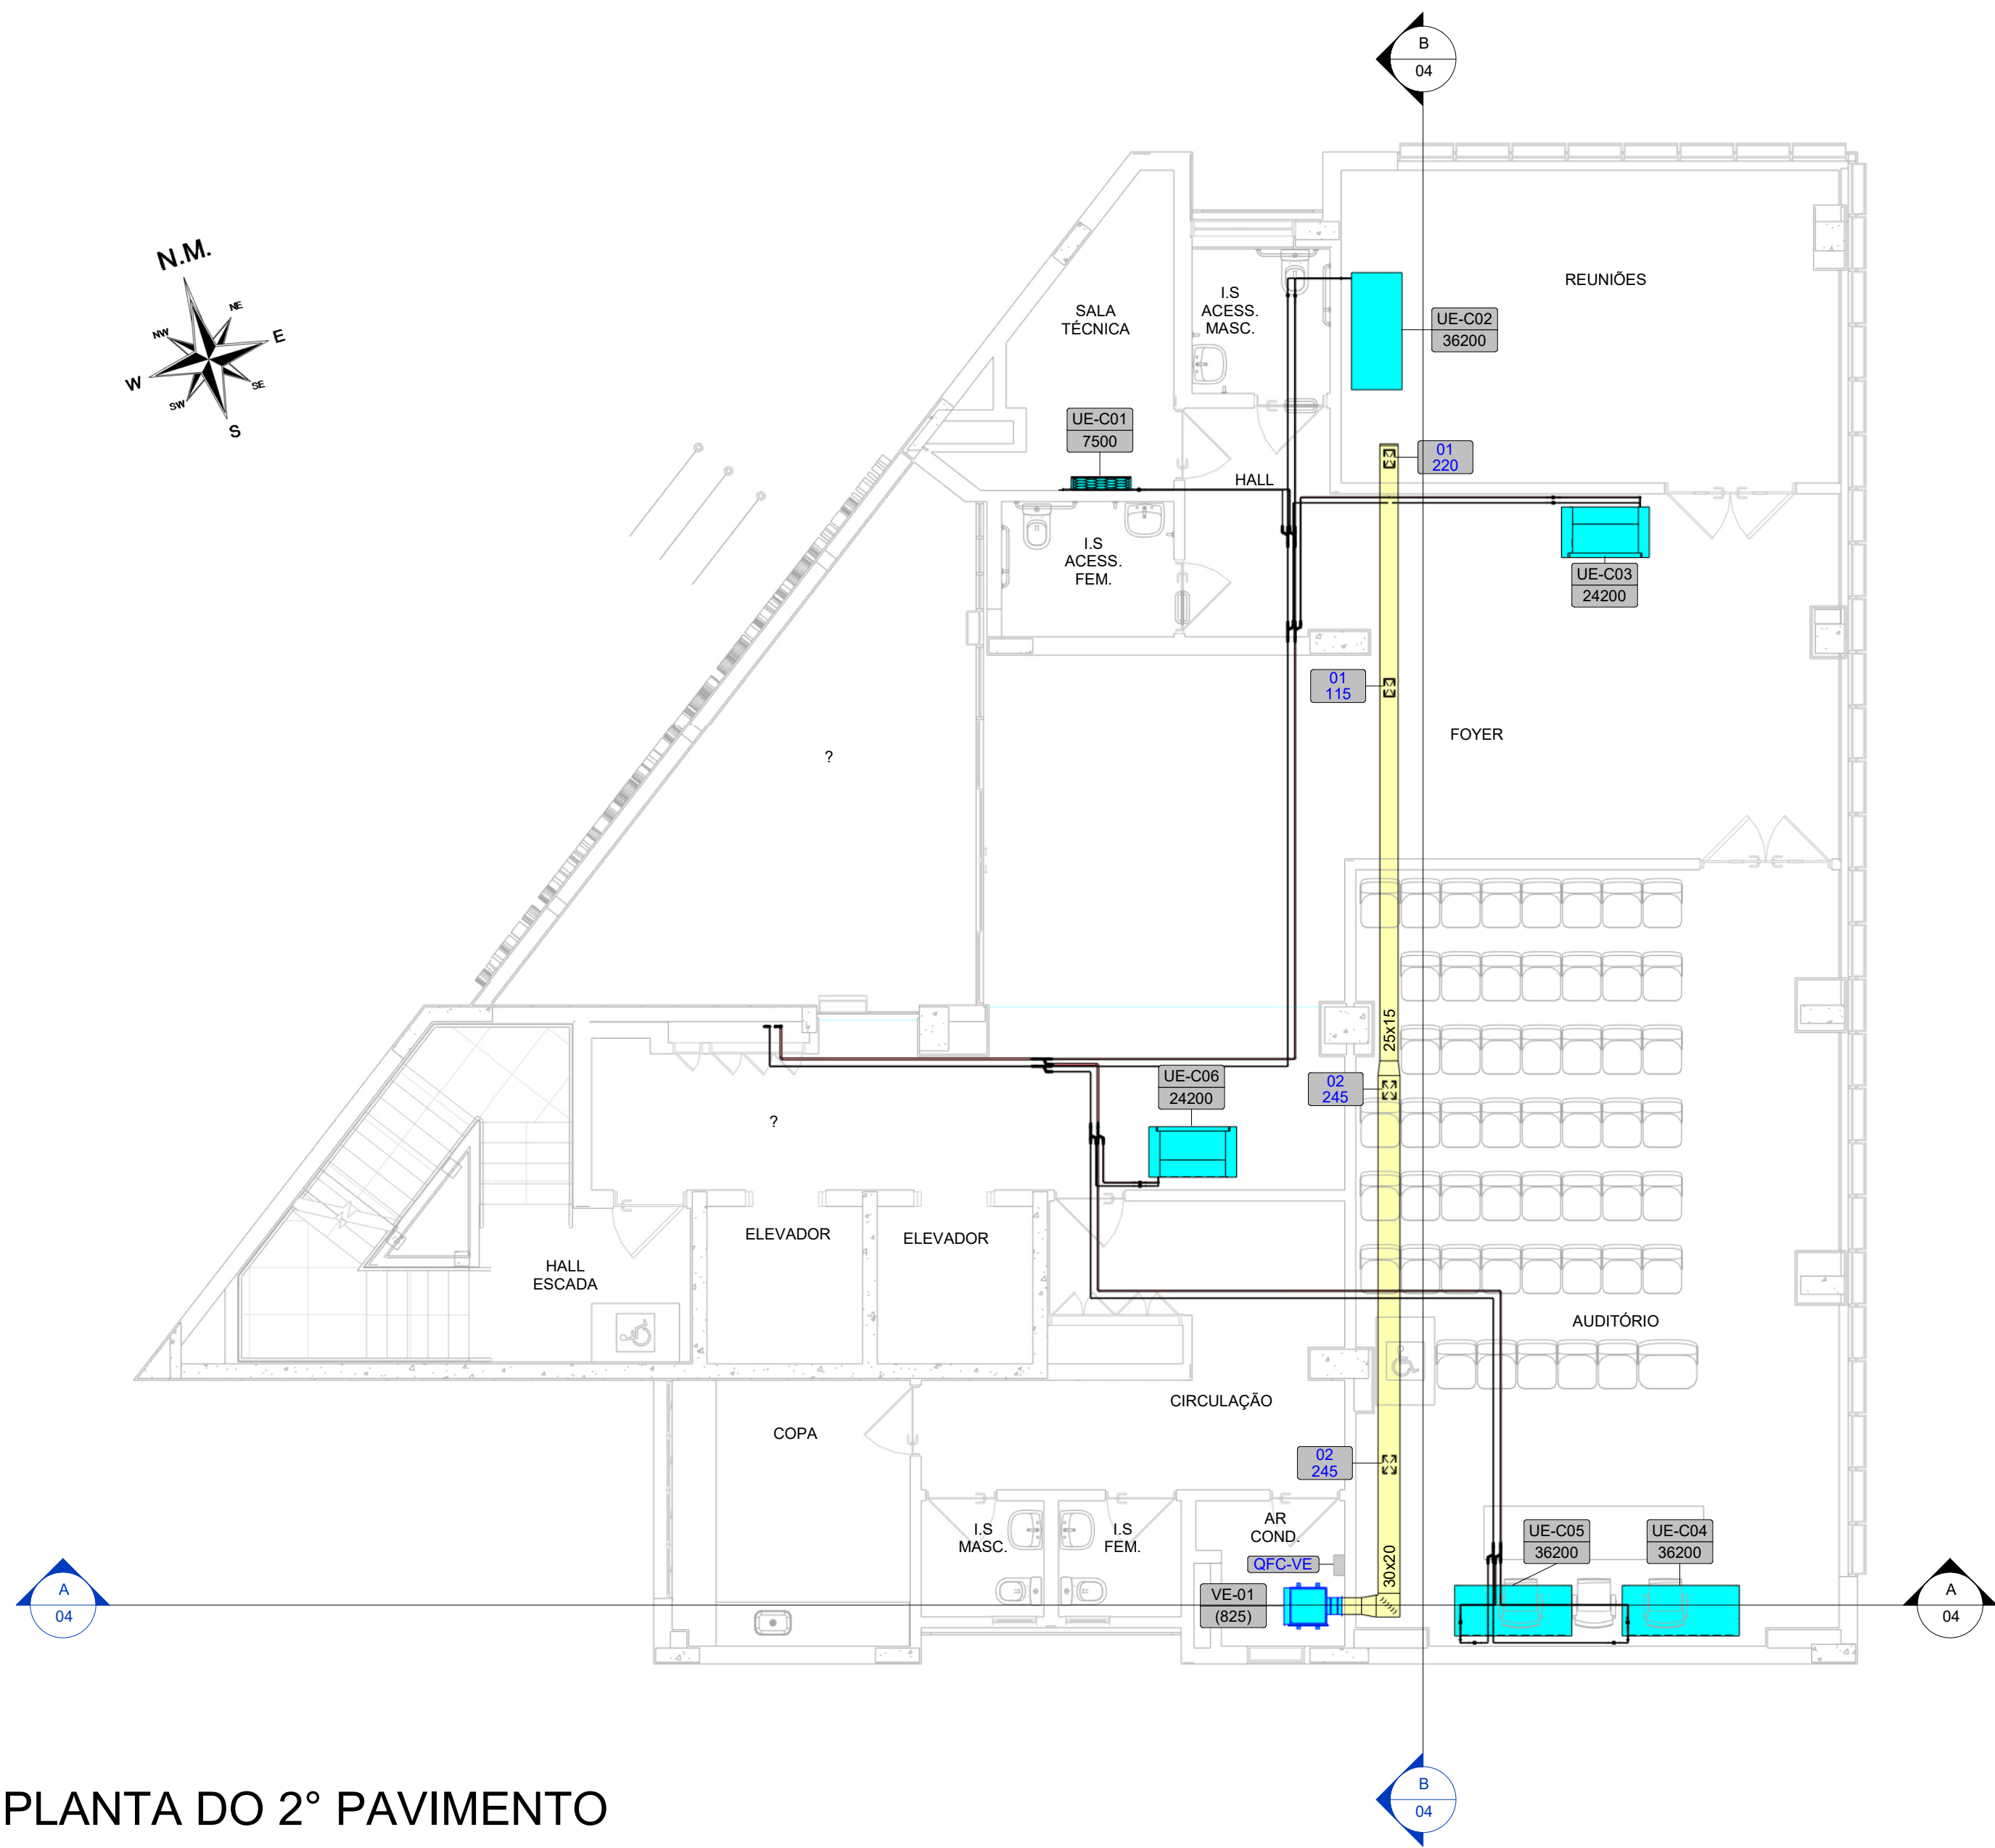 B
04
N.M.
NE
E
SE
S
SW
W
NW
REUNIÕES
I.S
ACESS.
MASC.
SALA
TÉCNICA
UE-C02
36200
UE-C01
7500
01
220
HALL
I.S
ACESS.
FEM.
UE-C03
24200
01
115
FOYER
?
25x15
UE-C06
24200
02
245
?
ELEVADOR
ELEVADOR
HALL
ESCADA
AUDITÓRIO
CIRCULAÇÃO
COPA
02
245
I.S
MASC.
I.S
FEM.
AR
COND.
QFC-VE
30x20
UE-C05
36200
UE-C04
36200
VE-01
(825)
A
04
A
04
B
04
PLANTA DO 2° PAVIMENTO